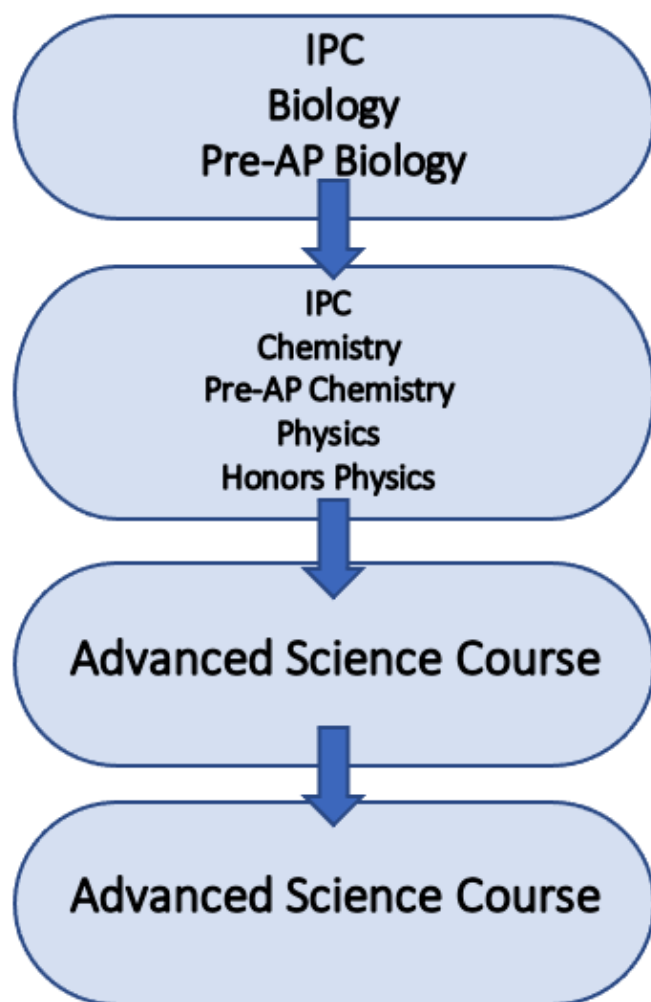 IPC
Biology
Pre-AP Biology
IPC
Chemistry
Pre-AP Chemistry
Physics
Honors Physics
Advanced Science Course
Advanced Science Course